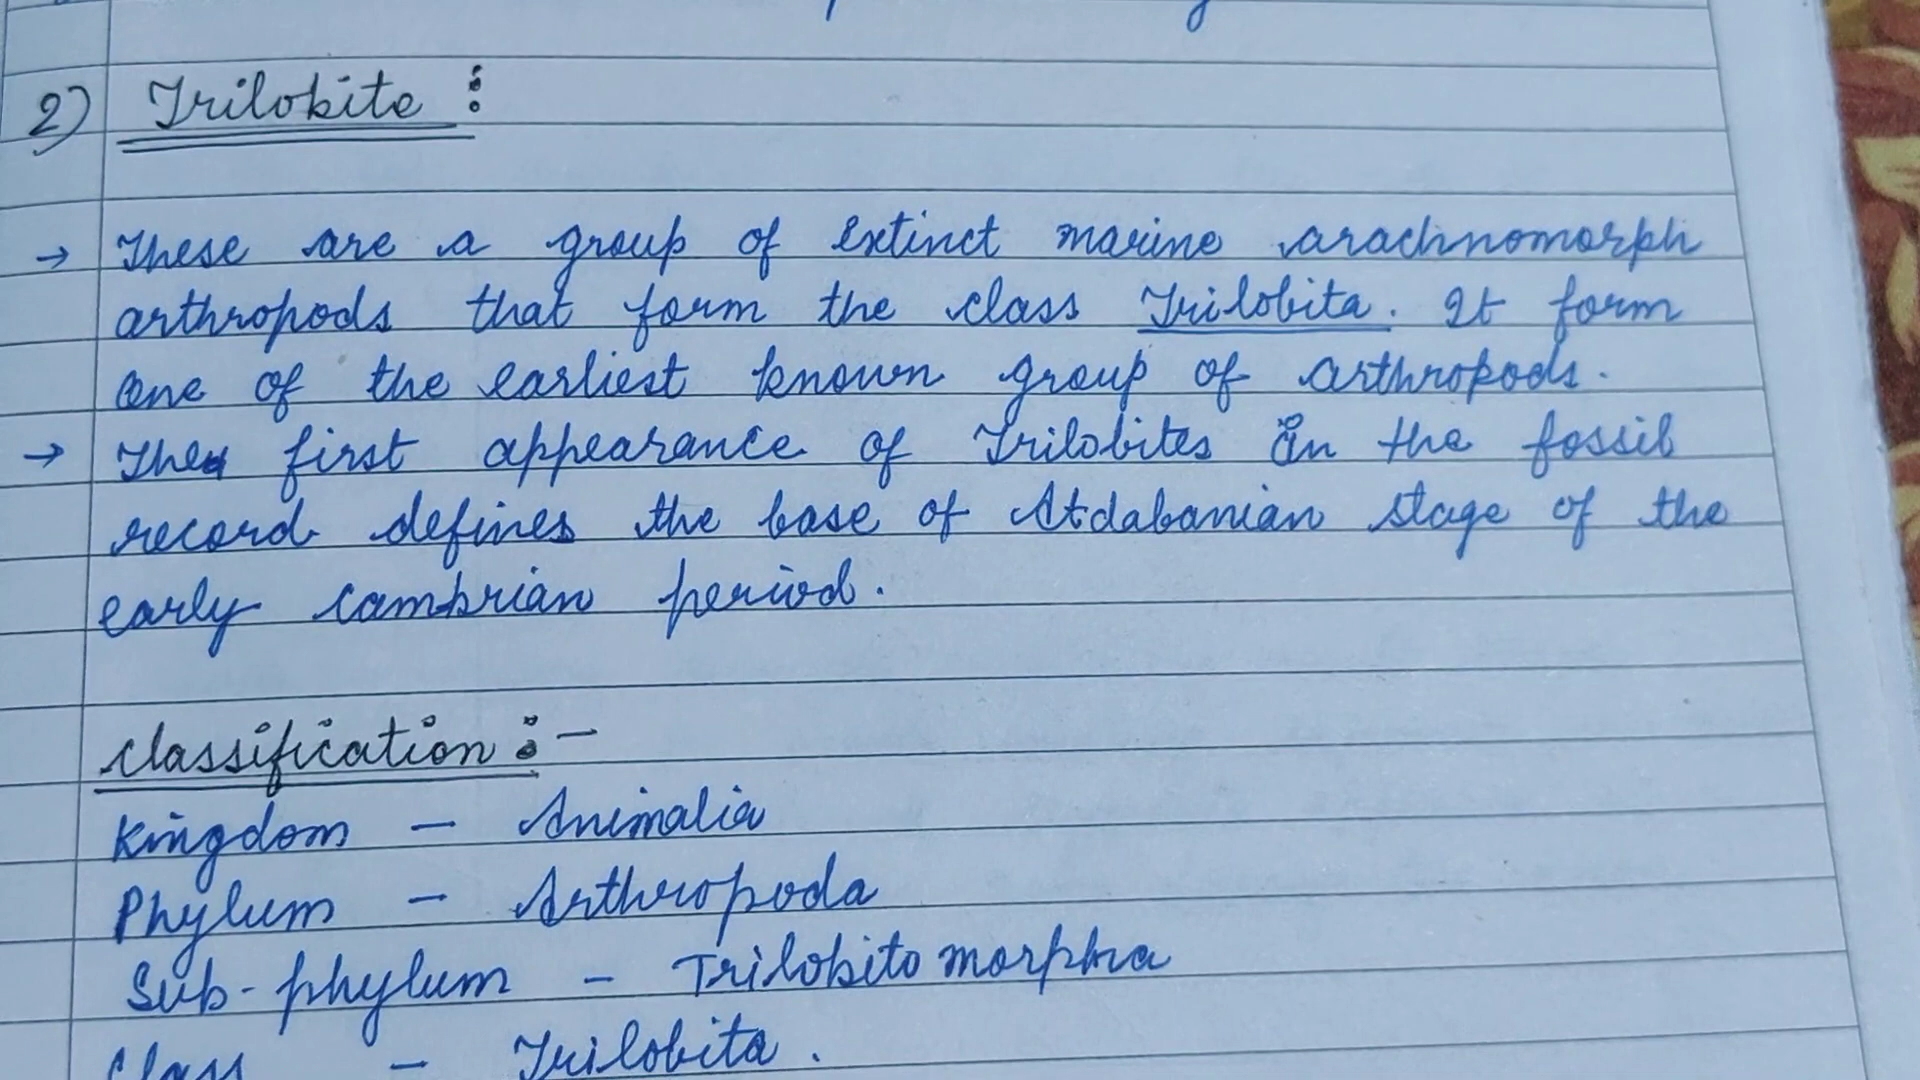 2) Trilobite :
→ These are a group of extinct marine arachnomorph
arthropods that form the class Trilobita. It form
one of the earliest known group of arthropods.
→ The first appearance of Trilobites in the fossil
record defines the base of Atdabanian stage of the
early cambrian period.
classification :-
Kingdom - Animalia
Phylum - Arthropoda
Sub-phylum - Trilobitomorpha
Class - Trilobita.